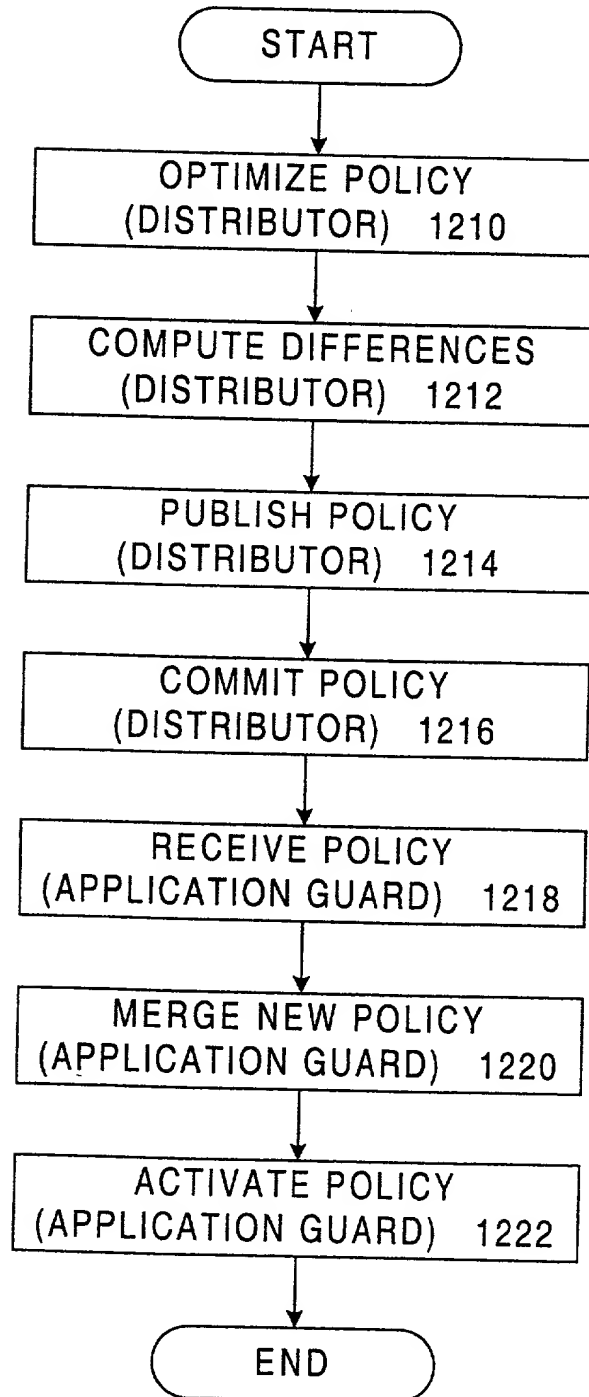 START
OPTIMIZE POLICY
(DISTRIBUTOR) 1210
COMPUTE DIFFERENCES
(DISTRIBUTOR) 1212
PUBLISH POLICY
(DISTRIBUTOR) 1214
COMMIT POLICY
(DISTRIBUTOR) 1216
RECEIVE POLICY
(APPLICATION GUARD) 1218
MERGE NEW POLICY
(APPLICATION GUARD) 1220
ACTIVATE POLICY
(APPLICATION GUARD) 1222
END